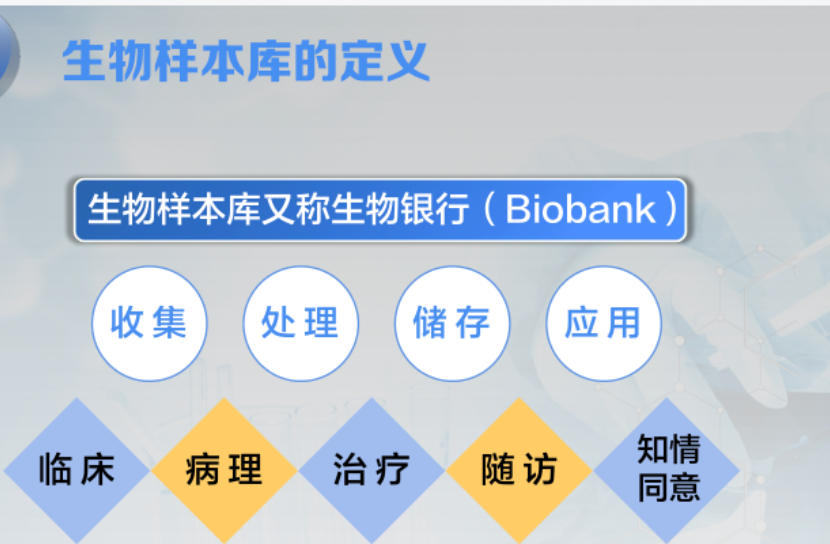 生物样本库的定义
生物样本库又称生物银行（Biobank）
收集 处理 储存 应用
临床 病理 治疗 随访 知情
同意